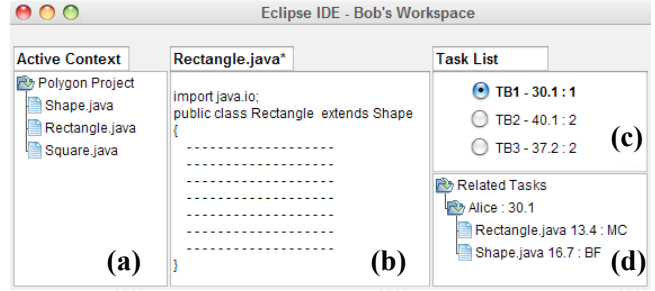 Eclipse IDE - Bob's Workspace
Active Context
Polygon Project
Shape.java
Rectangle.java
Square.java
(a)
Rectangle.java*
import java.io;
public class Rectangle extends Shape
{
- - - - - - - - - - - - - - - - - - - -
- - - - - - - - - - - - - - - - - - - -
- - - - - - - - - - - - - - - - - - - -
- - - - - - - - - - - - - - - - - - - -
- - - - - - - - - - - - - - - - - - - -
- - - - - - - - - - - - - - - - - - - -
- - - - - - - - - - - - - - - - - - - -
}
(b)
Task List
TB1 - 30.1 : 1
TB2 - 40.1 : 2
TB3 - 37.2 : 2
(c)
Related Tasks
Alice : 30.1
Rectangle.java 13.4 : MC
Shape.java 16.7 : BF
(d)